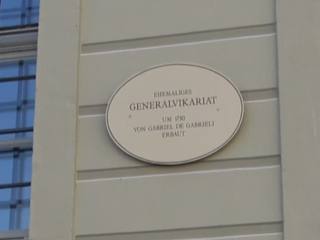 EHEMALIGES
GENERALVIKARIAT
UM 1730
VON GABRIEL DE GABRIELI
ERBAUT